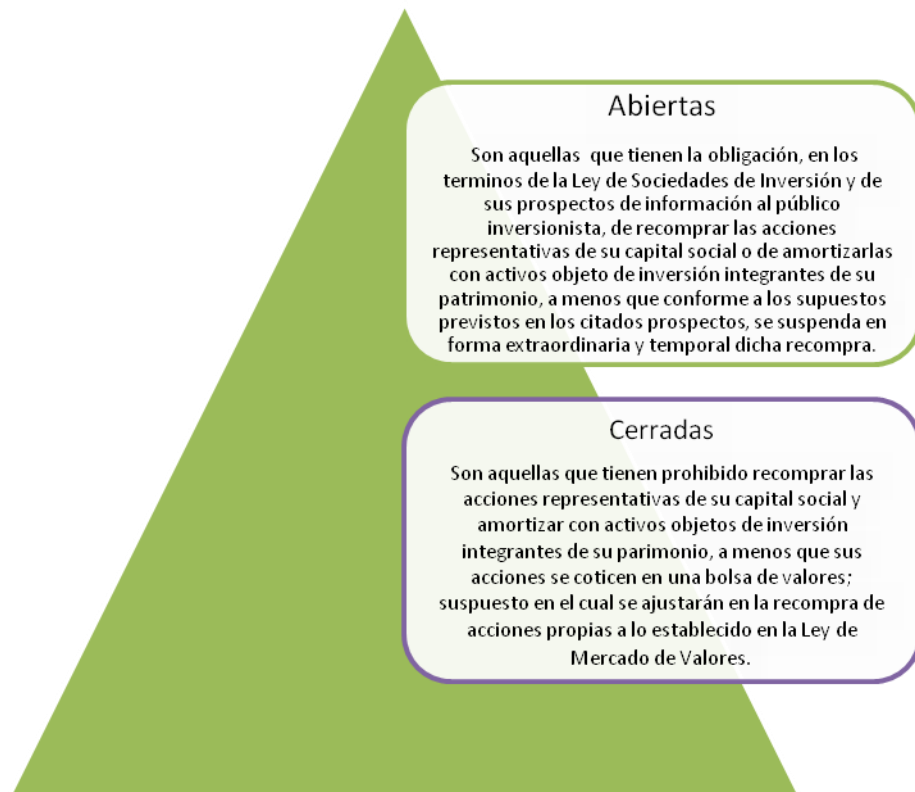 Abiertas
Son aquellas que tienen la obligación, en los
terminos de la Ley de Sociedades de Inversión y de
sus prospectos de información al público
inversionista, de recomprar las acciones
representativas de su capital social o de amortizarlas
con activos objeto de inversión integrantes de su
patrimonio, a menos que conforme a los supuestos
previstos en los citados prospectos, se suspenda en
forma extraordinaria y temporal dicha recompra.
Cerradas
Son aquellas que tienen prohibido recomprar las
acciones representativas de su capital social y
amortizar con activos objetos de inversión
integrantes de su parimonio, a menos que sus
acciones se coticen en una bolsa de valores;
suspuesto en el cual se ajustarán en la recompra de
acciones propias a lo establecido en la Ley de
Mercado de Valores.